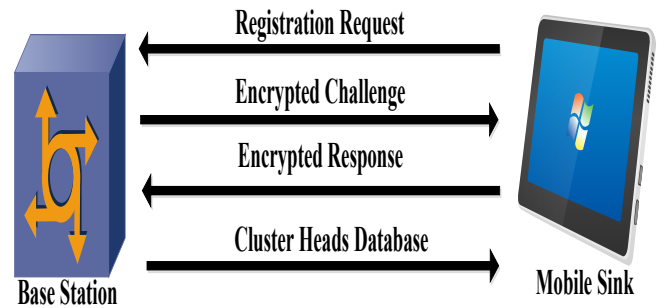 Registration Request
Encrypted Challenge
Encrypted Response
Cluster Heads Database
Base Station
Mobile Sink